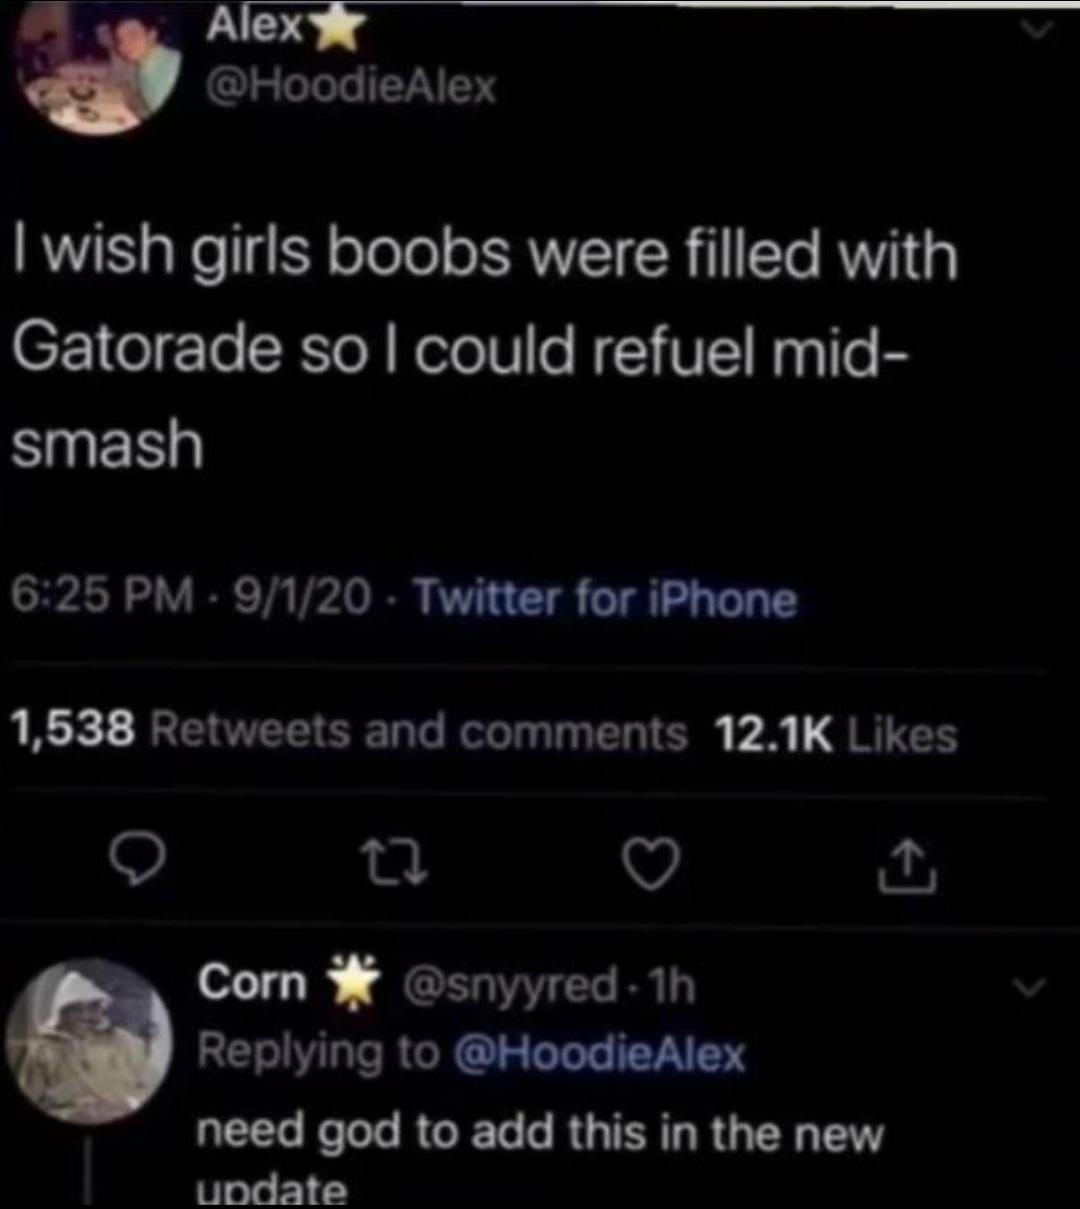 Alex⭐
@HoodieAlex
I wish girls boobs were filled with
Gatorade so I could refuel mid-
smash
6:25 PM · 9/1/20 · Twitter for iPhone
1,538 Retweets and comments 12.1K Likes
Corn 🌟 @snyyred · 1h
Replying to @HoodieAlex
need god to add this in the new
update